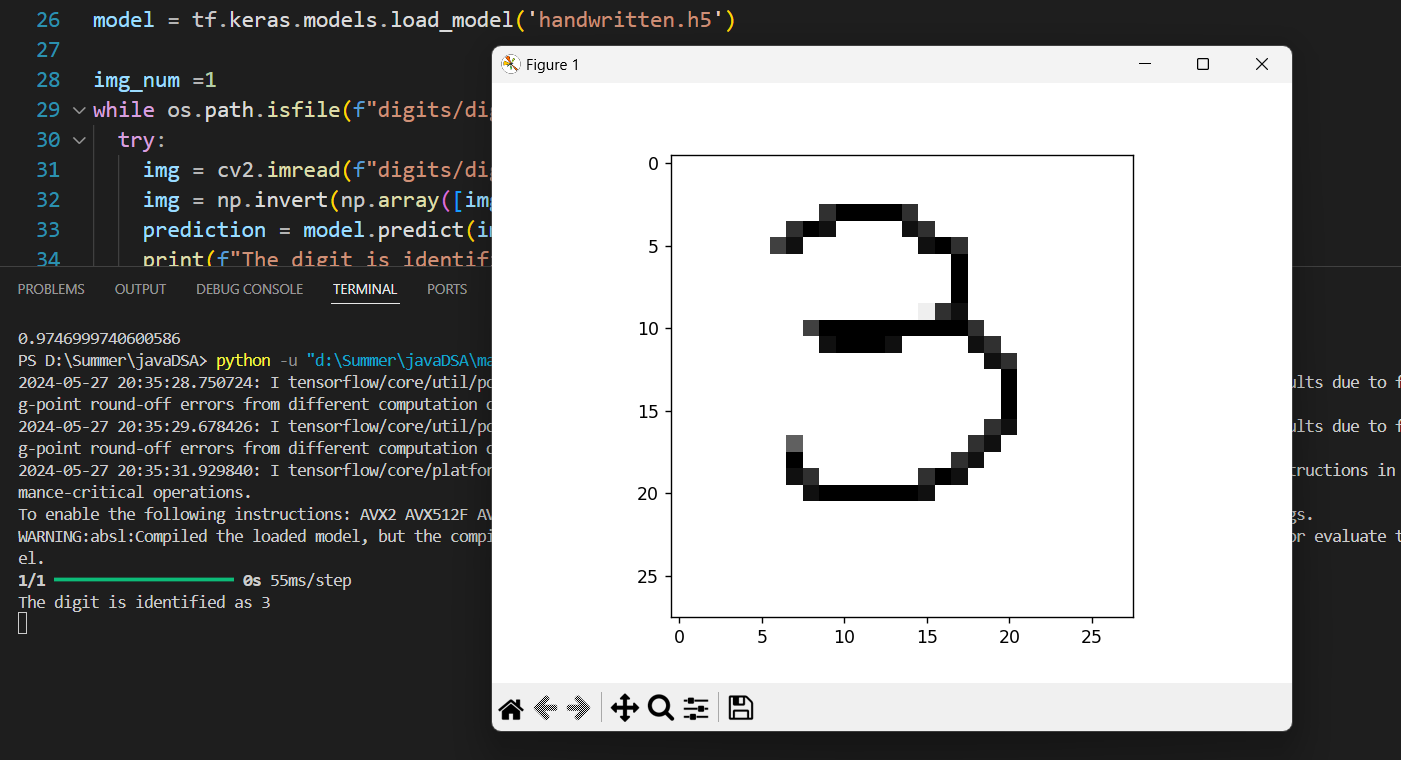 26 model = tf.keras.models.load_model('handwritten.h5')
27
28 img_num =1
29 while os.path.isfile(f"digits/di
30 try:
31 img = cv2.imread(f"digits/di
32 img = np.invert(np.array([im
33 prediction = model.predict(i
34 print(f"The digit is identif
PROBLEMS OUTPUT DEBUG CONSOLE TERMINAL PORTS
0.9746999740600586
PS D:\Summer\javaDSA> python -u "d:\Summer\javaDSA\ma
2024-05-27 20:35:28.750724: I tensorflow/core/util/po ults due to f
g-point round-off errors from different computation o
2024-05-27 20:35:29.678426: I tensorflow/core/util/po ults due to f
g-point round-off errors from different computation o
2024-05-27 20:35:31.929840: I tensorflow/core/platfor tructions in
mance-critical operations.
To enable the following instructions: AVX2 AVX512F AV gs.
WARNING:absl:Compiled the loaded model, but the compi or evaluate t
el.
1/1 0s 55ms/step
The digit is identified as 3
Figure 1
0
5
10
15
20
25
0 5 10 15 20 25
3